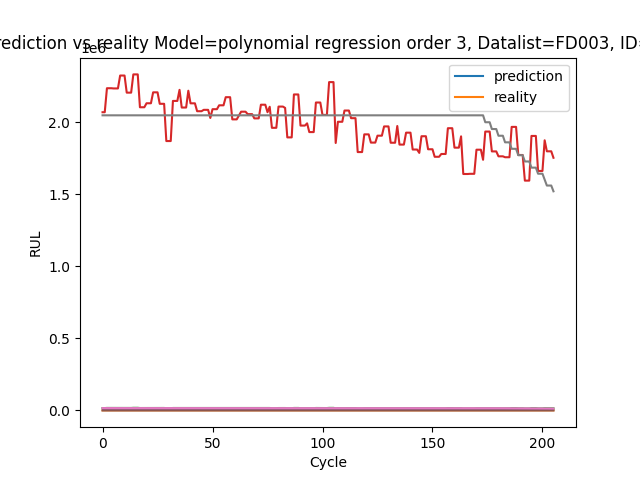 rediction vs reality Model=polynomial regression order 3, Datalist=FD003, ID=
1e6
prediction
reality
2.0
1.5
1.0
0.5
0.0
RUL
0
50
100
150
200
Cycle